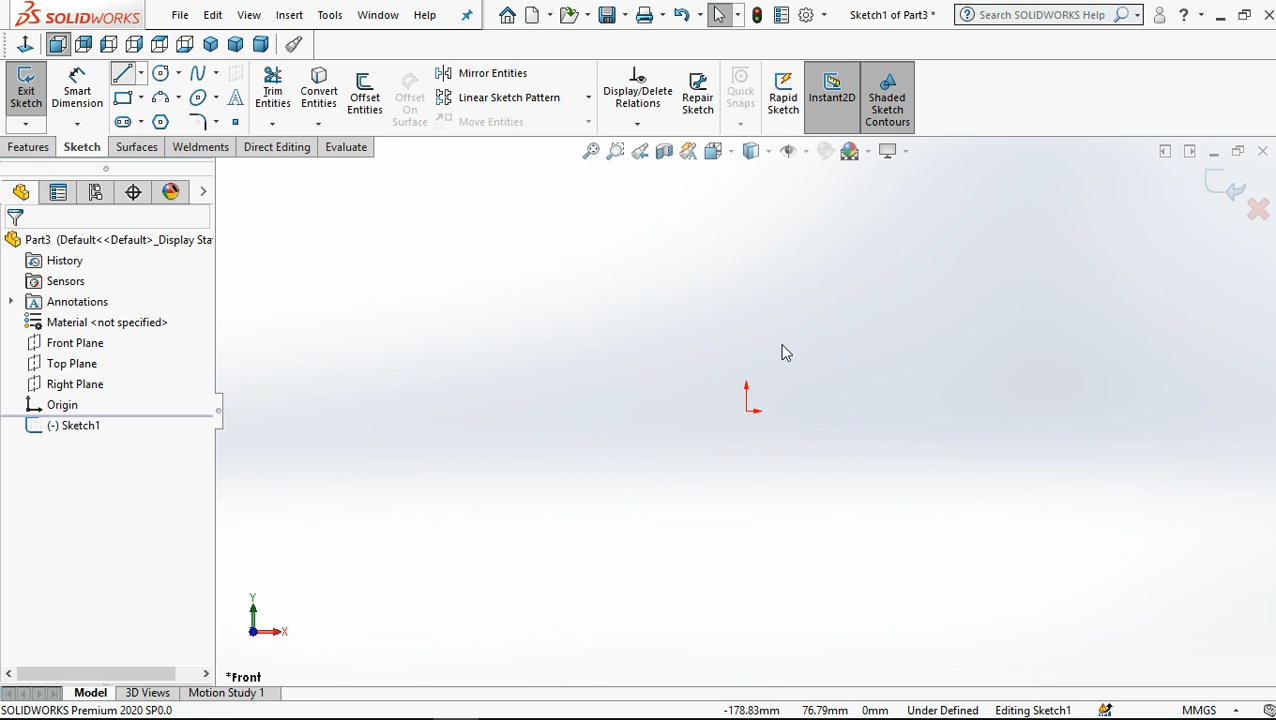 SOLIDWORKS File Edit View Insert Tools Window Help Sketch1 of Part3 * Search SOLIDWORKS Help ?
Exit Sketch
Smart Dimension
Trim Entities
Convert Entities
Offset Entities
Offset On Surface
Mirror Entities
Linear Sketch Pattern
Move Entities
Display/Delete Relations
Repair Sketch
Quick Snaps
Rapid Sketch
Instant2D
Shaded Sketch Contours
Features Sketch Surfaces Weldments Direct Editing Evaluate
Part3 (Default<<Default>_Display Sta
History
Sensors
Annotations
Material <not specified>
Front Plane
Top Plane
Right Plane
Origin
(-) Sketch1
Y
X
*Front
Model 3D Views Motion Study 1
SOLIDWORKS Premium 2020 SP0.0 -178.83mm 76.79mm 0mm Under Defined Editing Sketch1 MMGS